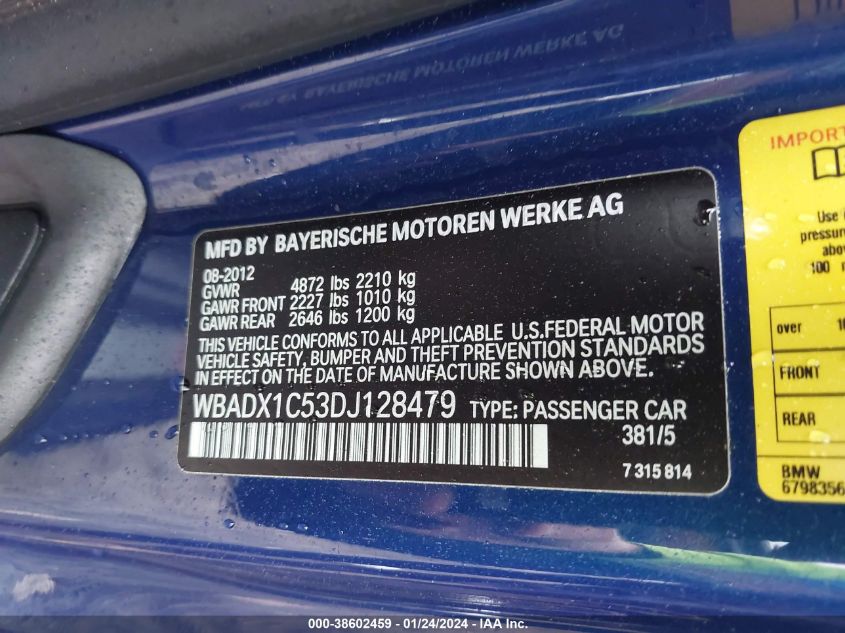 MFD BY BAYERISCHE MOTOREN WERKE AG
08-2012
GVWR 4872 lbs 2210 kg
GAWR FRONT 2227 lbs 1010 kg
GAWR REAR 2646 lbs 1200 kg
THIS VEHICLE CONFORMS TO ALL APPLICABLE U.S.FEDERAL MOTOR
VEHICLE SAFETY, BUMPER AND THEFT PREVENTION STANDARDS
IN EFFECT ON THE DATE OF MANUFACTURE SHOWN ABOVE.
WBADX1C53DJ128479 TYPE: PASSENGER CAR
381/5
7 315 814
Use
pressure
100
over
FRONT
REAR
BMW
6798356
000-38602459 - 01/24/2024 - IAA Inc.